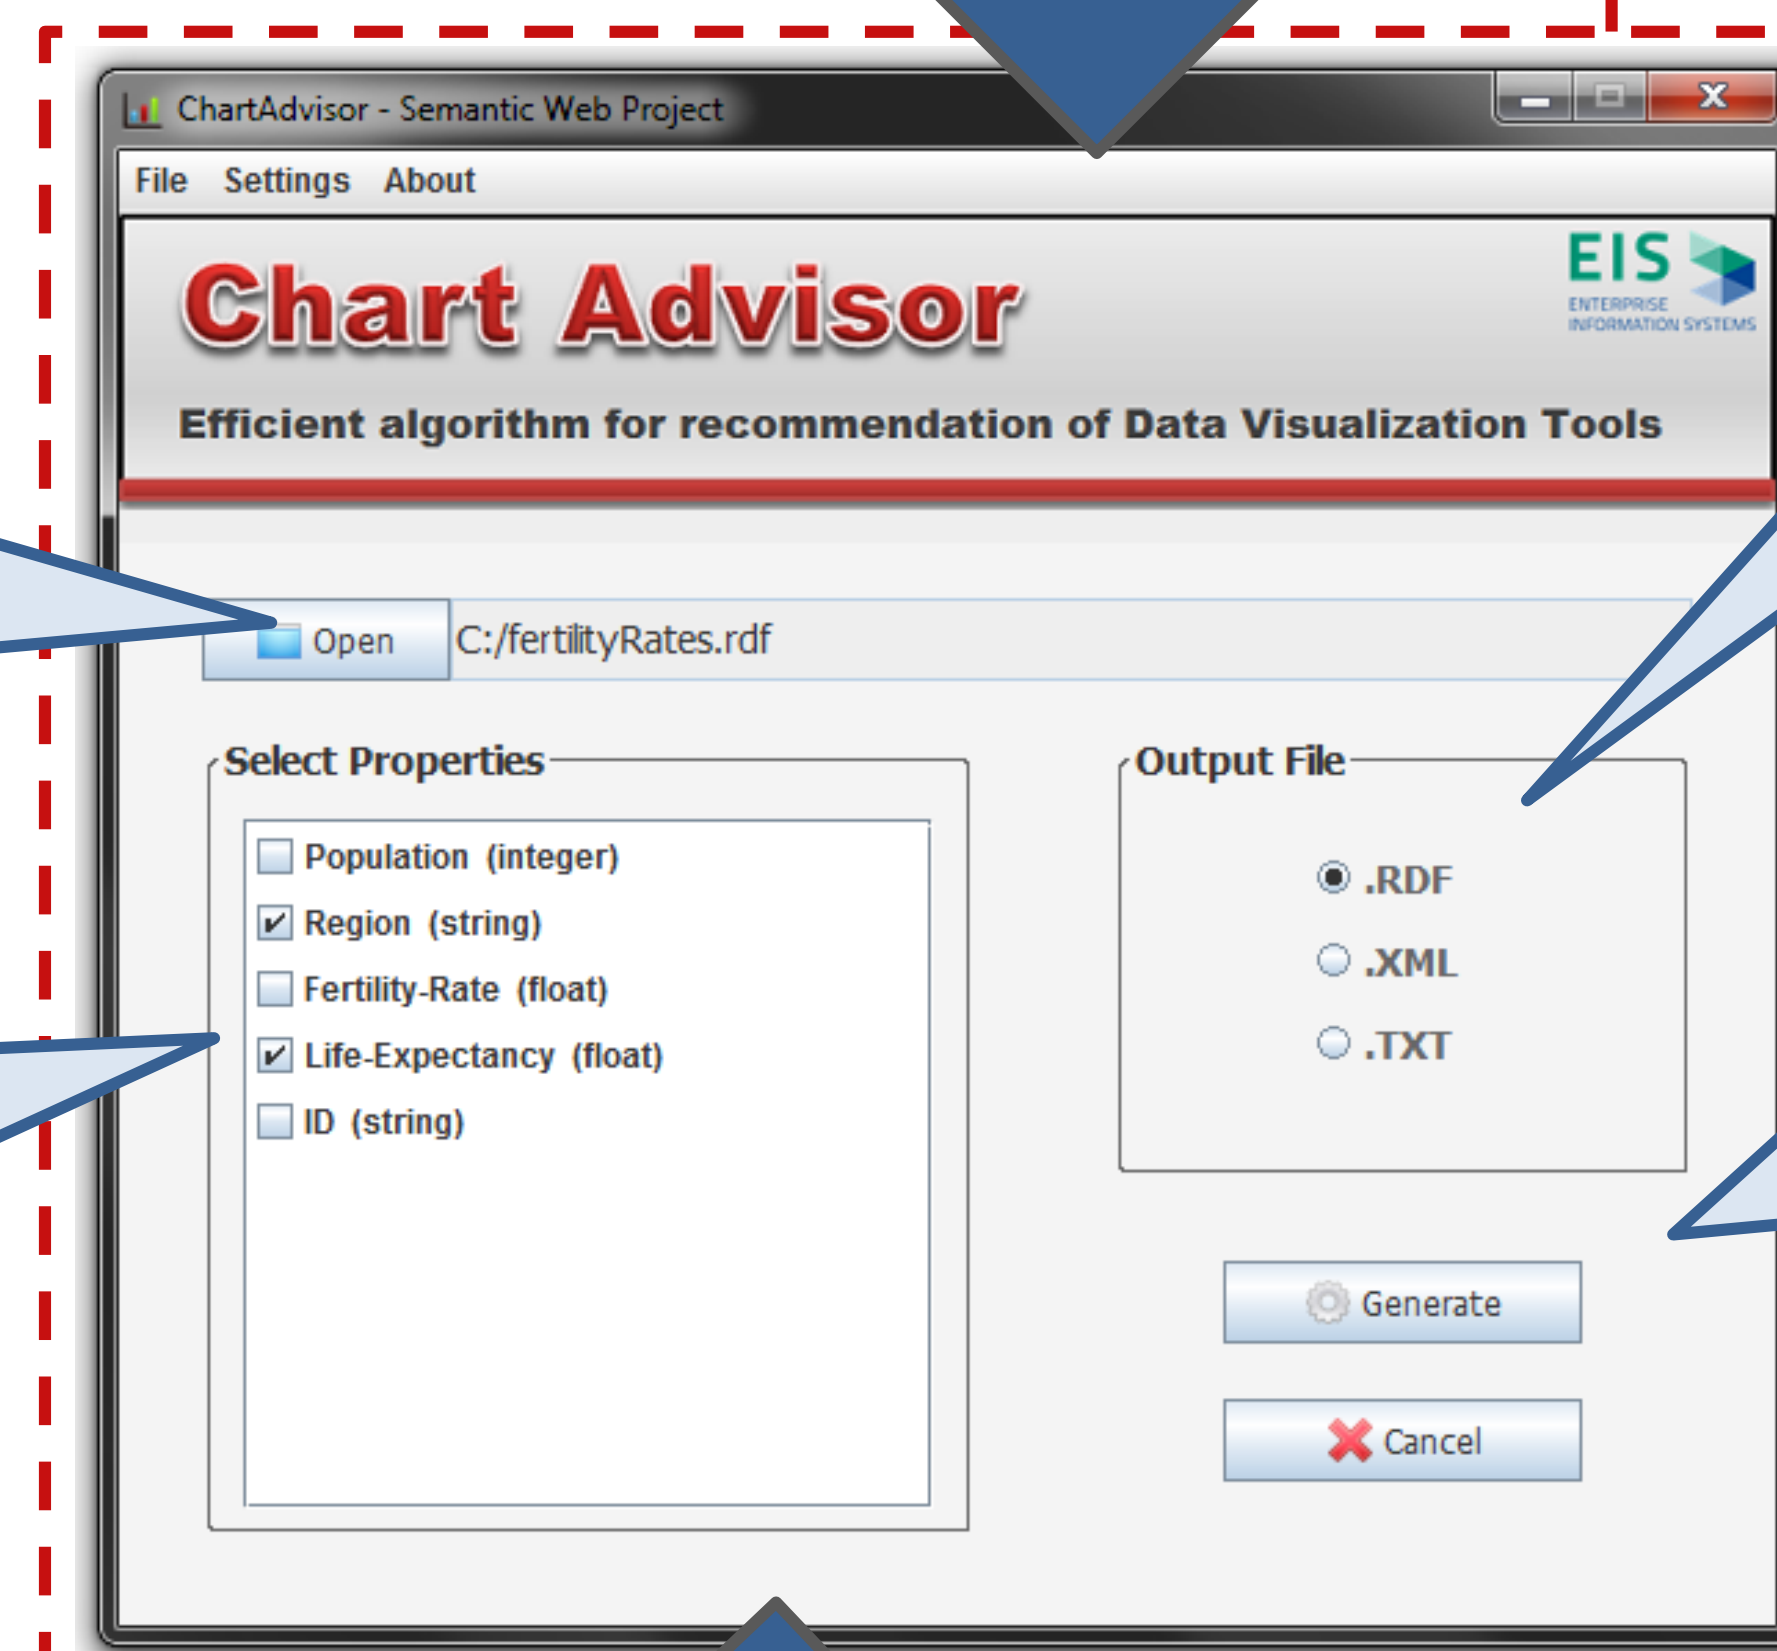 ChartAdvisor - Semantic Web Project
File Settings About
Chart Advisor
EIS
ENTERPRISE
INFORMATION SYSTEMS
Efficient algorithm for recommendation of Data Visualization Tools
Open C:/fertilityRates.rdf
Select Properties
Population (integer)
Region (string)
Fertility-Rate (float)
Life-Expectancy (float)
ID (string)
Output File
.RDF
.XML
.TXT
Generate
Cancel